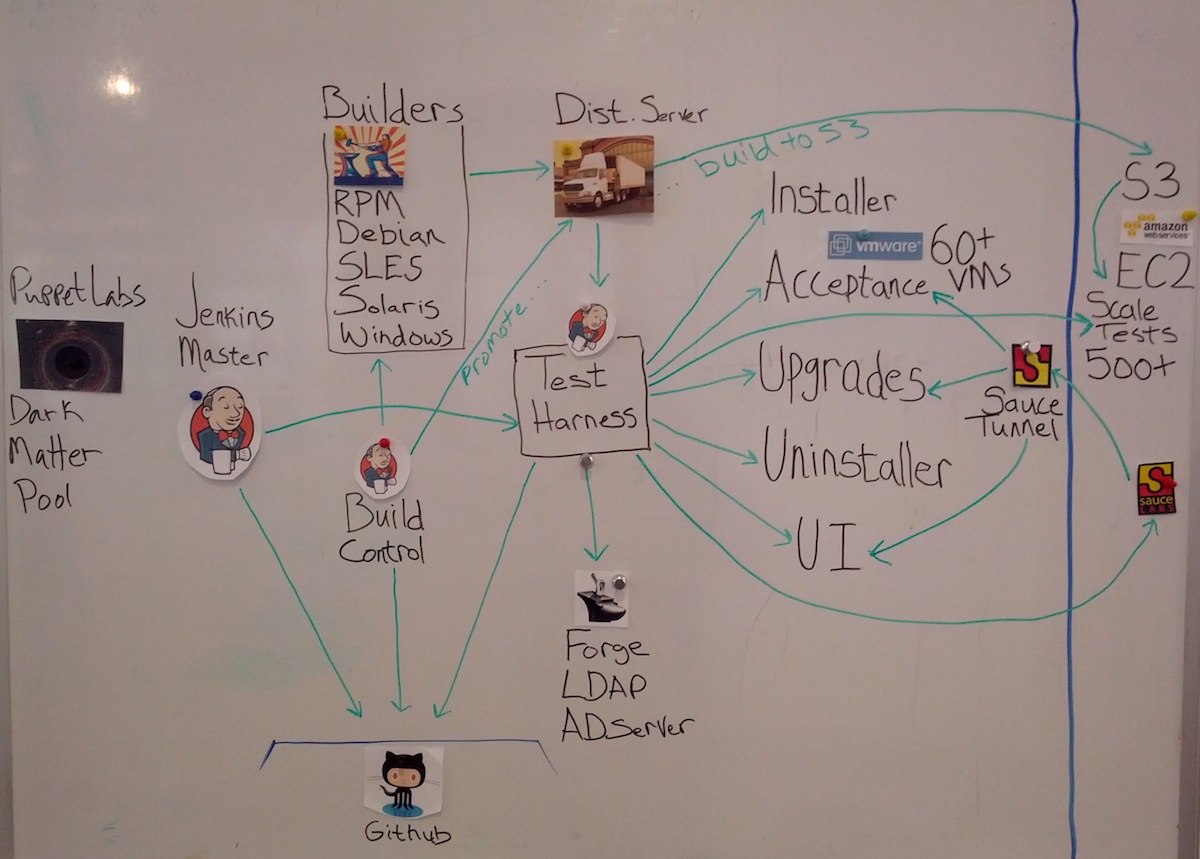 Builders
RPM
Debian
SLES
Solaris
Windows
Dist. Server
... build to S3
promote...
S3
amazon
webservices
EC2
Scale
Tests
500+
Installer
vmware
60+
VMs
Acceptance
Upgrades
Uninstaller
UI
Sauce
Tunnel
sauce
LABS
PuppetLabs
Dark
Matter
Pool
Jenkins
Master
Test
Harness
Build
Control
Forge
LDAP
AD.Server
Github